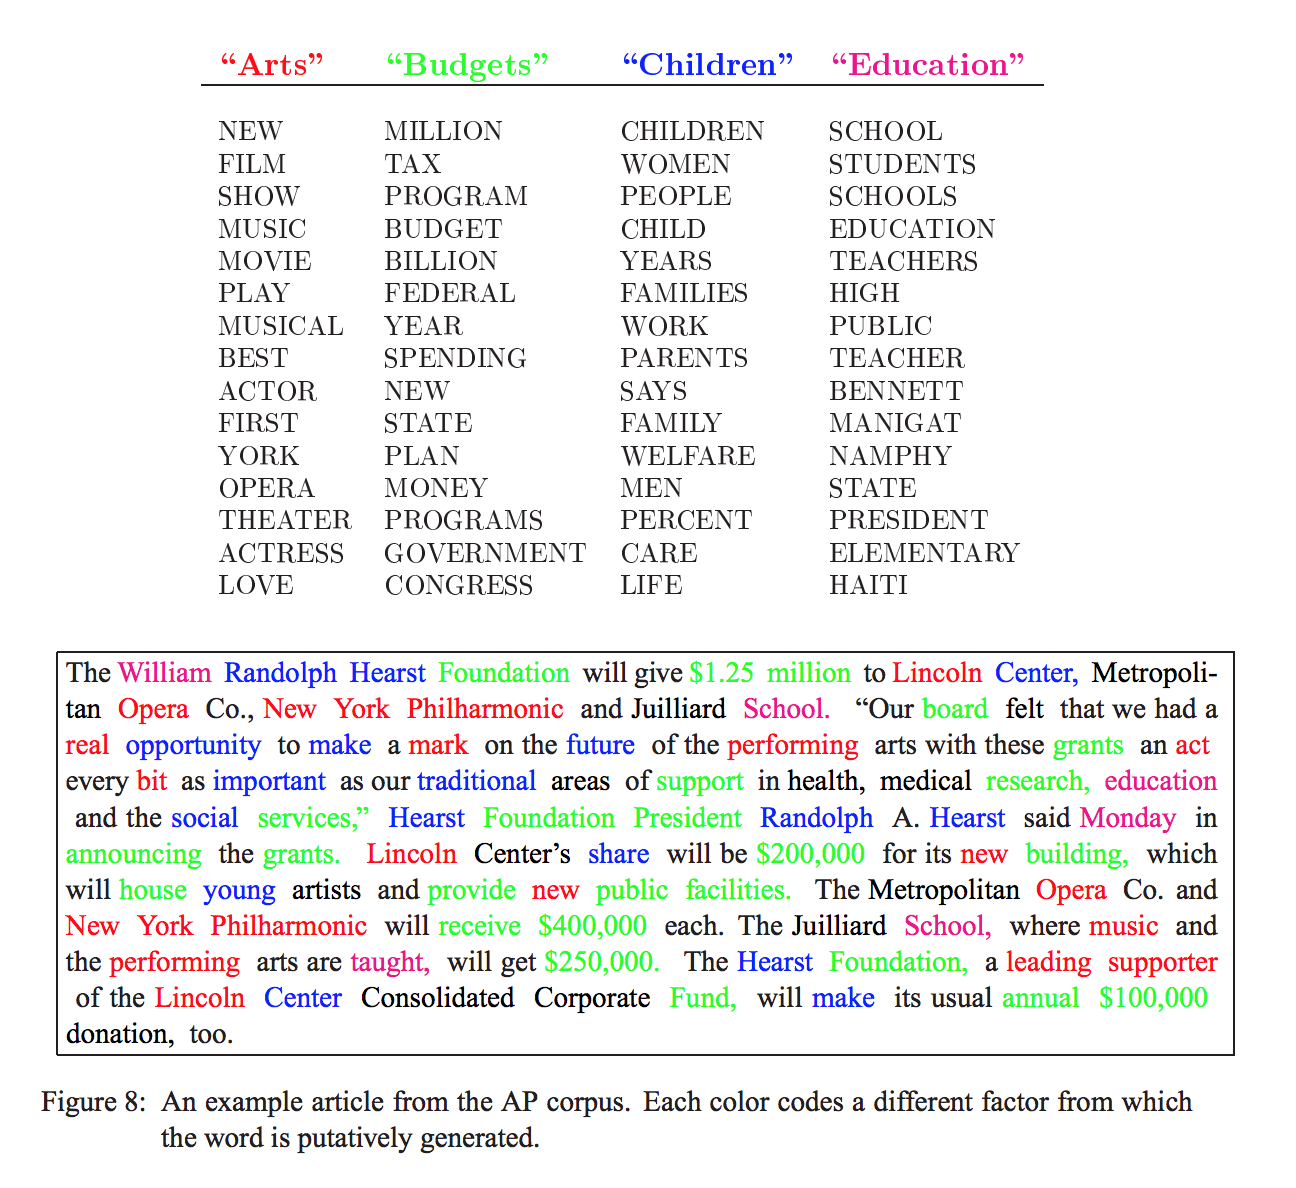 “Arts” “Budgets” “Children” “Education”
NEW MILLION CHILDREN SCHOOL
FILM TAX WOMEN STUDENTS
SHOW PROGRAM PEOPLE SCHOOLS
MUSIC BUDGET CHILD EDUCATION
MOVIE BILLION YEARS TEACHERS
PLAY FEDERAL FAMILIES HIGH
MUSICAL YEAR WORK PUBLIC
BEST SPENDING PARENTS TEACHER
ACTOR NEW SAYS BENNETT
FIRST STATE FAMILY MANIGAT
YORK PLAN WELFARE NAMPHY
OPERA MONEY MEN STATE
THEATER PROGRAMS PERCENT PRESIDENT
ACTRESS GOVERNMENT CARE ELEMENTARY
LOVE CONGRESS LIFE HAITI
The William Randolph Hearst Foundation will give $1.25 million to Lincoln Center, Metropoli-
tan Opera Co., New York Philharmonic and Juilliard School. “Our board felt that we had a
real opportunity to make a mark on the future of the performing arts with these grants an act
every bit as important as our traditional areas of support in health, medical research, education
and the social services,” Hearst Foundation President Randolph A. Hearst said Monday in
announcing the grants. Lincoln Center’s share will be $200,000 for its new building, which
will house young artists and provide new public facilities. The Metropolitan Opera Co. and
New York Philharmonic will receive $400,000 each. The Juilliard School, where music and
the performing arts are taught, will get $250,000. The Hearst Foundation, a leading supporter
of the Lincoln Center Consolidated Corporate Fund, will make its usual annual $100,000
donation, too.
Figure 8: An example article from the AP corpus. Each color codes a different factor from which
the word is putatively generated.